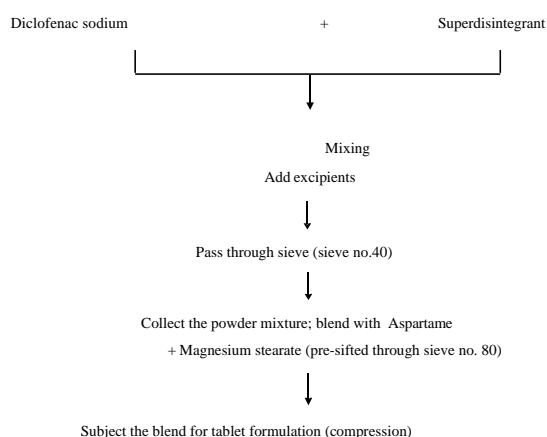 Diclofenac sodium + Superdisintegrant
Mixing
Add excipients
Pass through sieve (sieve no.40)
Collect the powder mixture; blend with Aspartame
+ Magnesium stearate (pre-sifted through sieve no. 80)
Subject the blend for tablet formulation (compression)